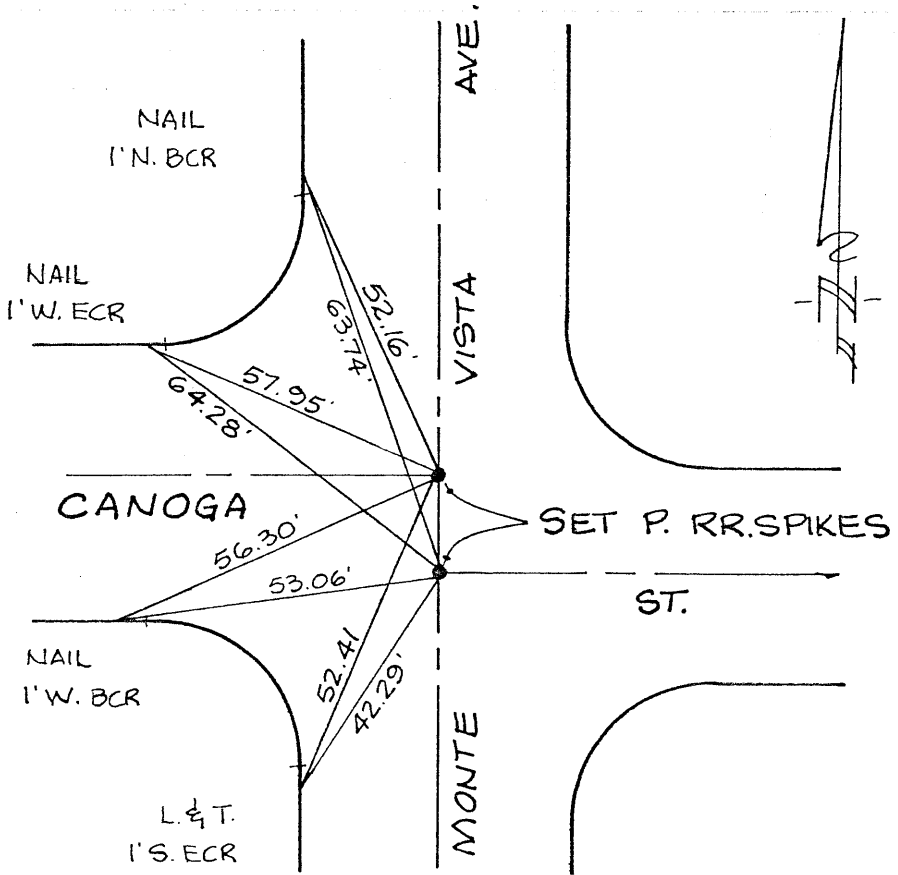 AVE.
NAIL
1'N. BCR
NAIL
1'W. ECR
52.16'
63.74'
VISTA
57.95'
64.28'
N
CANOGA
SET P. RR.SPIKES
56.30'
53.06'
ST.
NAIL
1'W. BCR
52.41
42.29'
MONTE
L. & T.
1'S. ECR